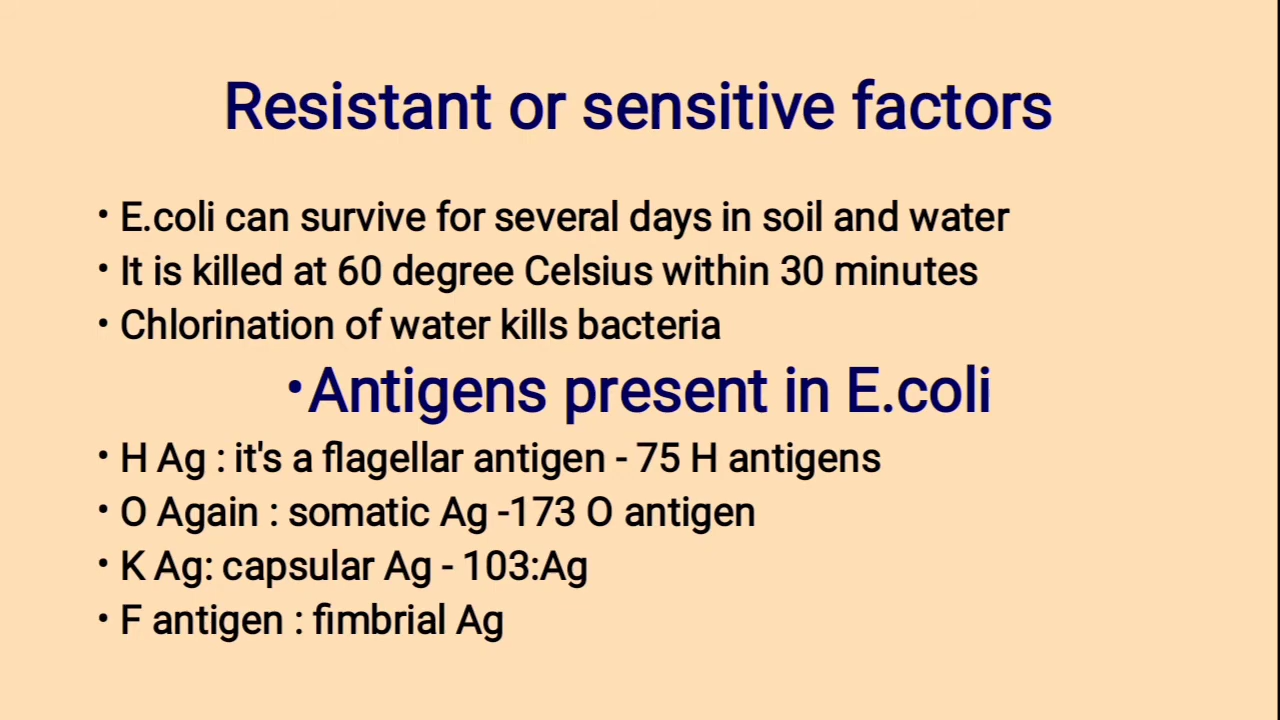 Resistant or sensitive factors
• E.coli can survive for several days in soil and water
• It is killed at 60 degree Celsius within 30 minutes
• Chlorination of water kills bacteria
•Antigens present in E.coli
• H Ag : it's a flagellar antigen - 75 H antigens
• O Again : somatic Ag -173 O antigen
• K Ag: capsular Ag - 103:Ag
• F antigen : fimbrial Ag